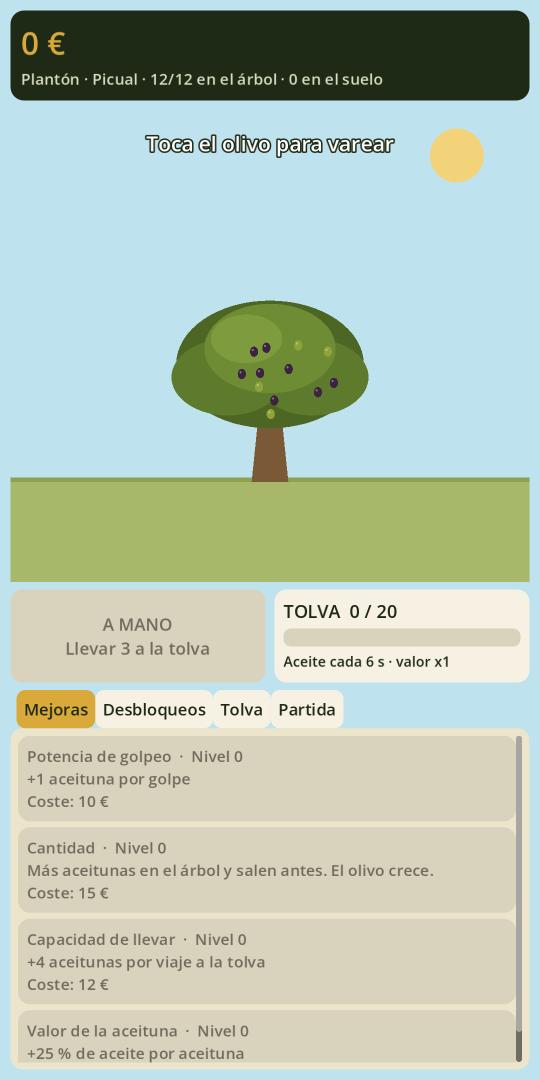 0 €
Plantón · Picual · 12/12 en el árbol · 0 en el suelo
Toca el olivo para varear
A MANO
Llevar 3 a la tolva
TOLVA 0 / 20
Aceite cada 6 s · valor x1
Mejoras
Desbloqueos
Tolva
Partida
Potencia de golpeo · Nivel 0
+1 aceituna por golpe
Coste: 10 €
Cantidad · Nivel 0
Más aceitunas en el árbol y salen antes. El olivo crece.
Coste: 15 €
Capacidad de llevar · Nivel 0
+4 aceitunas por viaje a la tolva
Coste: 12 €
Valor de la aceituna · Nivel 0
+25 % de aceite por aceituna